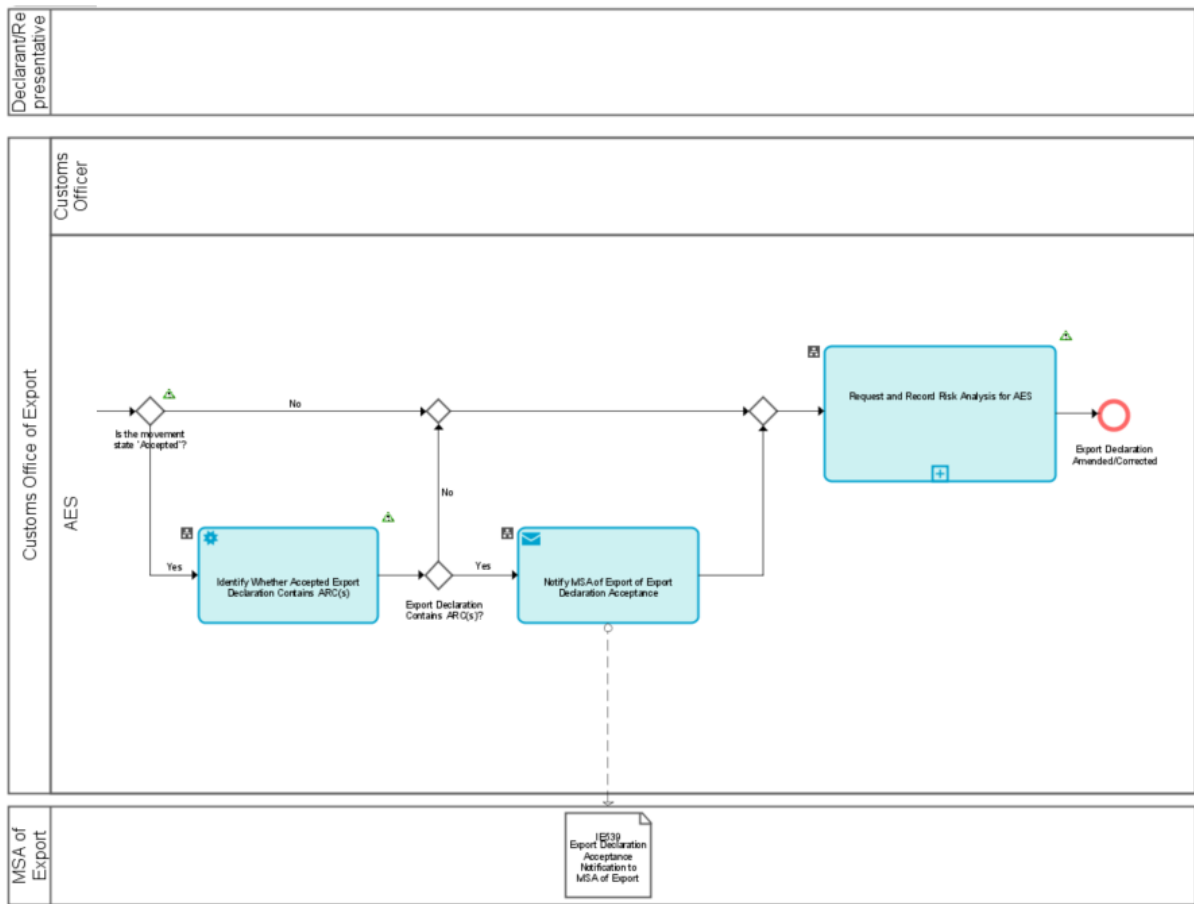 Declarant/Re
presentative
Customs Office of Export
Customs
Officer
AES
Is the movement
state 'Accepted'?
No
Yes
Identify Whether Accepted Export
Declaration Contains ARC(s)
Export Declaration
Contains ARC(s)?
No
Yes
Notify MSA of Export of Export
Declaration Acceptance
Request and Record Risk Analysis for AES
Export Declaration
Amended/Corrected
MSA of
Export
IE539
Export Declaration
Acceptance
Notification to
MSA of Export